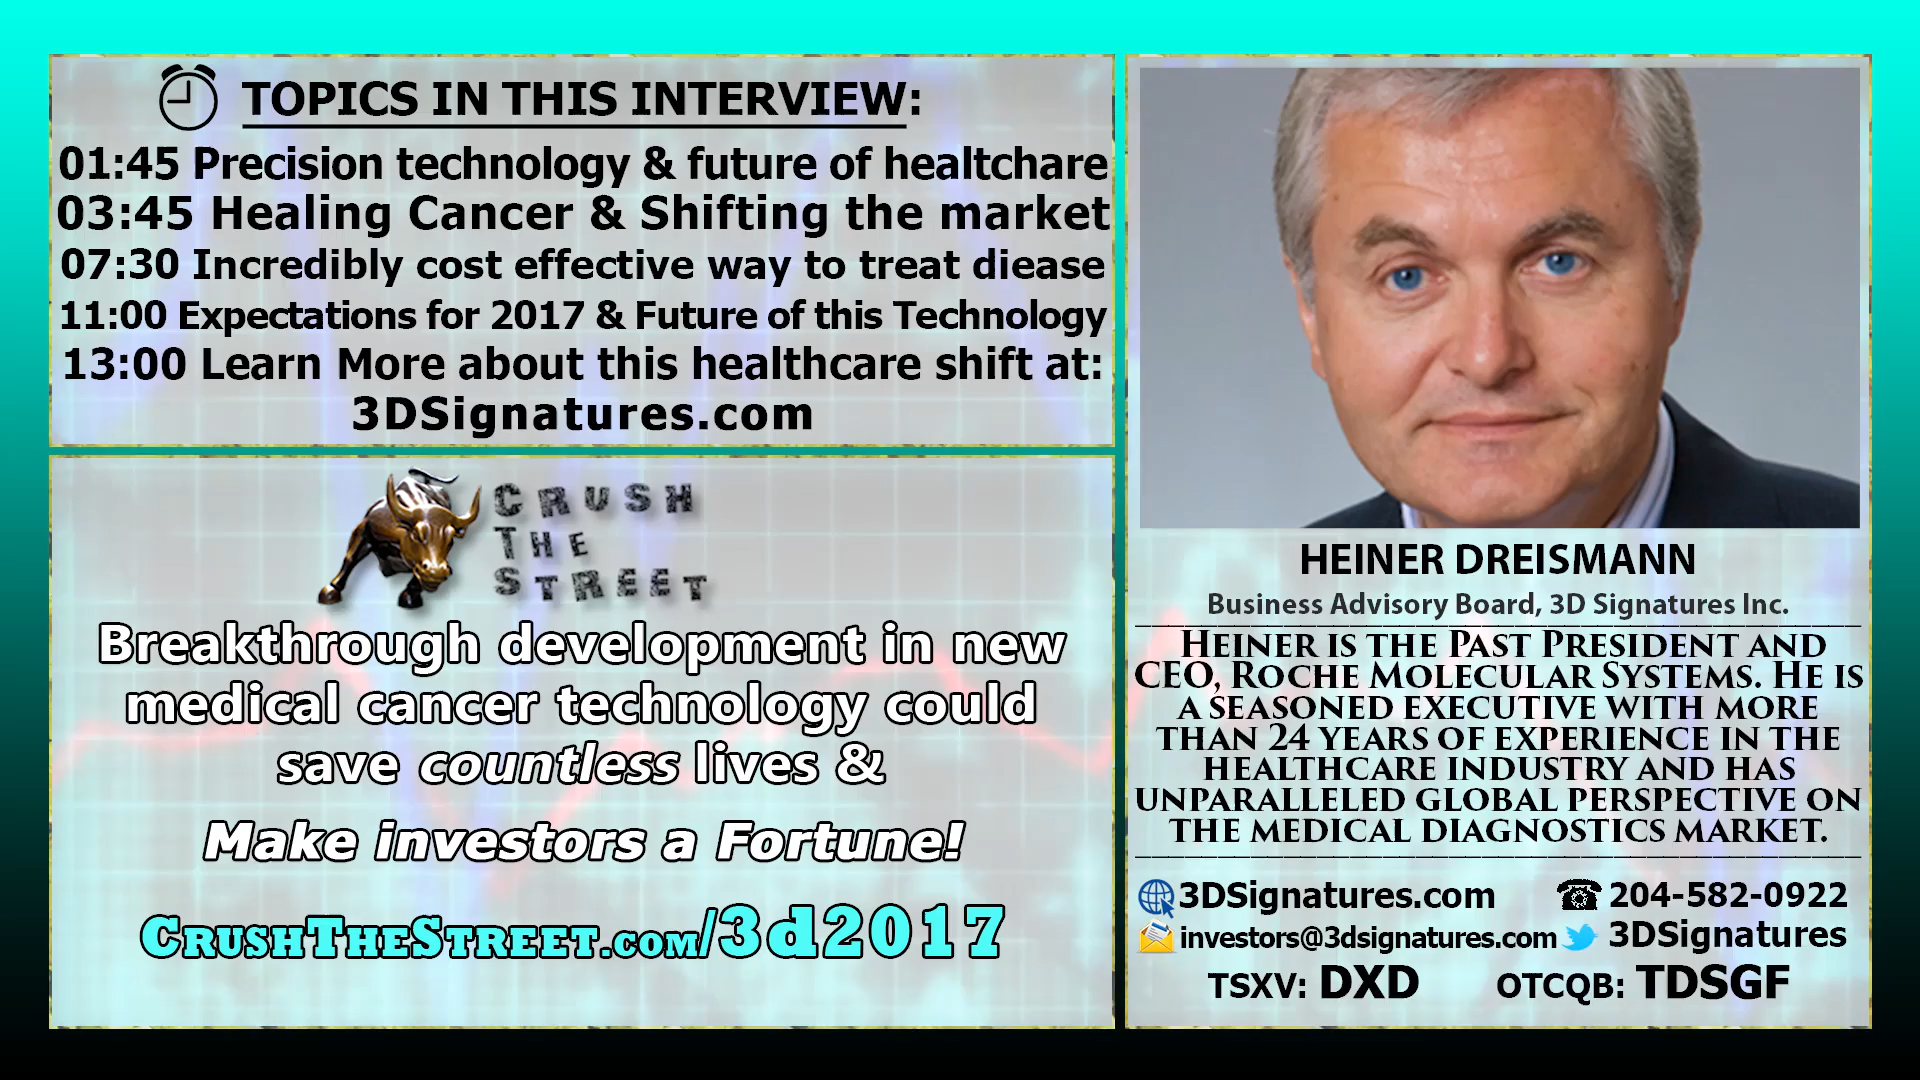 TOPICS IN THIS INTERVIEW:
01:45 Precision technology & future of healtchare
03:45 Healing Cancer & Shifting the market
07:30 Incredibly cost effective way to treat diease
11:00 Expectations for 2017 & Future of this Technology
13:00 Learn More about this healthcare shift at:
3DSignatures.com
CRUSH
THE
STREET
Breakthrough development in new
medical cancer technology could
save countless lives &
Make investors a Fortune!
CRUSHTHESTREET.COM/3d2017
HEINER DREISMANN
Business Advisory Board, 3D Signatures Inc.
HEINER IS THE PAST PRESIDENT AND
CEO, ROCHE MOLECULAR SYSTEMS. HE IS
A SEASONED EXECUTIVE WITH MORE
THAN 24 YEARS OF EXPERIENCE IN THE
HEALTHCARE INDUSTRY AND HAS
UNPARALLELED GLOBAL PERSPECTIVE ON
THE MEDICAL DIAGNOSTICS MARKET.
3DSignatures.com 204-582-0922
investors@3dsignatures.com 3DSignatures
TSXV: DXD OTCQB: TDSGF